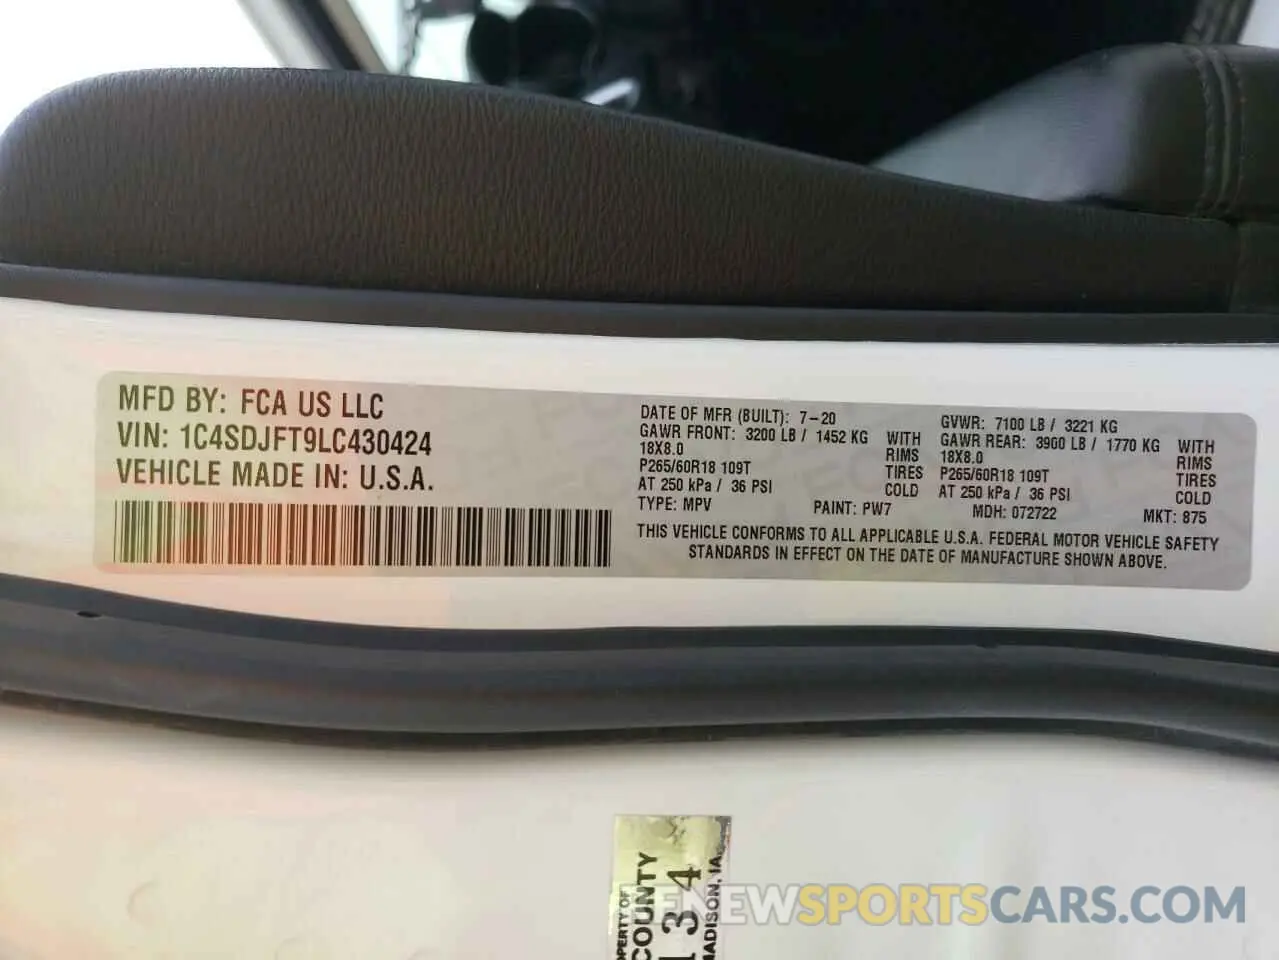 MFD BY: FCA US LLC
VIN: 1C4SDJFT9LC430424
VEHICLE MADE IN: U.S.A.
DATE OF MFR (BUILT): 7-20
GAWR FRONT: 3200 LB / 1452 KG WITH
18X8.0 RIMS
P265/60R18 109T TIRES
AT 250 kPa / 36 PSI COLD
TYPE: MPV
GVWR: 7100 LB / 3221 KG
GAWR REAR: 3900 LB / 1770 KG WITH
18X8.0 RIMS
P265/60R18 109T TIRES
AT 250 kPa / 36 PSI COLD
PAINT: PW7 MDH: 072722 MKT: 875
THIS VEHICLE CONFORMS TO ALL APPLICABLE U.S.A. FEDERAL MOTOR VEHICLE SAFETY
STANDARDS IN EFFECT ON THE DATE OF MANUFACTURE SHOWN ABOVE.
OF
COUNTY
134
MADISON, IA
RENEWSPORTSCARS.COM